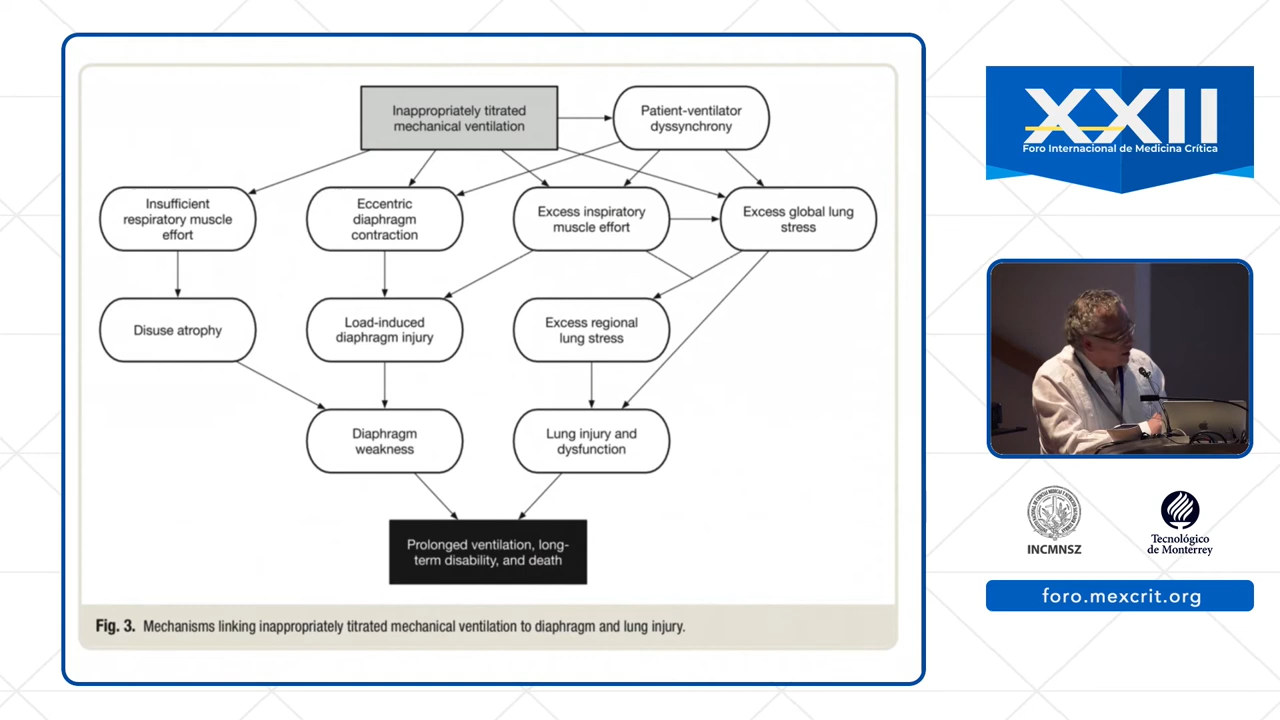 Inappropriately titrated
mechanical ventilation
Patient-ventilator
dyssynchrony
Insufficient
respiratory muscle
effort
Eccentric
diaphragm
contraction
Excess inspiratory
muscle effort
Excess global lung
stress
Disuse atrophy
Load-induced
diaphragm injury
Excess regional
lung stress
Diaphragm
weakness
Lung injury and
dysfunction
Prolonged ventilation, long-
term disability, and death
Fig. 3. Mechanisms linking inappropriately titrated mechanical ventilation to diaphragm and lung injury.
XXII
Foro Internacional de Medicina Crítica
INCMNSZ
Tecnológico
de Monterrey
foro.mexcrit.org